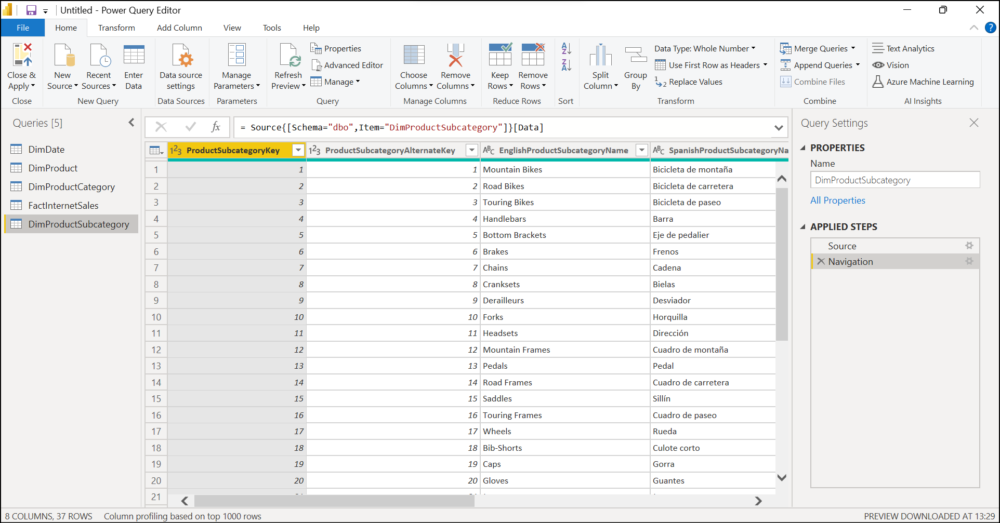 Untitled - Power Query Editor
File Home Transform Add Column View Tools Help
Close & Apply
Close
New Source
Recent Sources
Enter Data
New Query
Data source settings
Data Sources
Manage Parameters
Parameters
Refresh Preview
Properties
Advanced Editor
Manage
Query
Choose Columns
Remove Columns
Manage Columns
Keep Rows
Remove Rows
Reduce Rows
Sort
Split Column
Group By
Data Type: Whole Number
Use First Row as Headers
Replace Values
Transform
Merge Queries
Append Queries
Combine Files
Combine
Text Analytics
Vision
Azure Machine Learning
AI Insights
Queries [5]
DimDate
DimProduct
DimProductCategory
FactInternetSales
DimProductSubcategory
= Source{[Schema="dbo",Item="DimProductSubcategory"]}[Data]
ProductSubcategoryKey ProductSubcategoryAlternateKey EnglishProductSubcategoryName SpanishProductSubcategoryNa
1 1 1 Mountain Bikes Bicicleta de montaña
2 2 2 Road Bikes Bicicleta de carretera
3 3 3 Touring Bikes Bicicleta de paseo
4 4 4 Handlebars Barra
5 5 5 Bottom Brackets Eje de pedalier
6 6 6 Brakes Frenos
7 7 7 Chains Cadena
8 8 8 Cranksets Bielas
9 9 9 Derailleurs Desviador
10 10 10 Forks Horquilla
11 11 11 Headsets Dirección
12 12 12 Mountain Frames Cuadro de montaña
13 13 13 Pedals Pedal
14 14 14 Road Frames Cuadro de carretera
15 15 15 Saddles Sillín
16 16 16 Touring Frames Cuadro de paseo
17 17 17 Wheels Rueda
18 18 18 Bib-Shorts Culote corto
19 19 19 Caps Gorra
20 20 20 Gloves Guantes
21
Query Settings
PROPERTIES
Name
DimProductSubcategory
All Properties
APPLIED STEPS
Source
Navigation
8 COLUMNS, 37 ROWS Column profiling based on top 1000 rows
PREVIEW DOWNLOADED AT 13:29